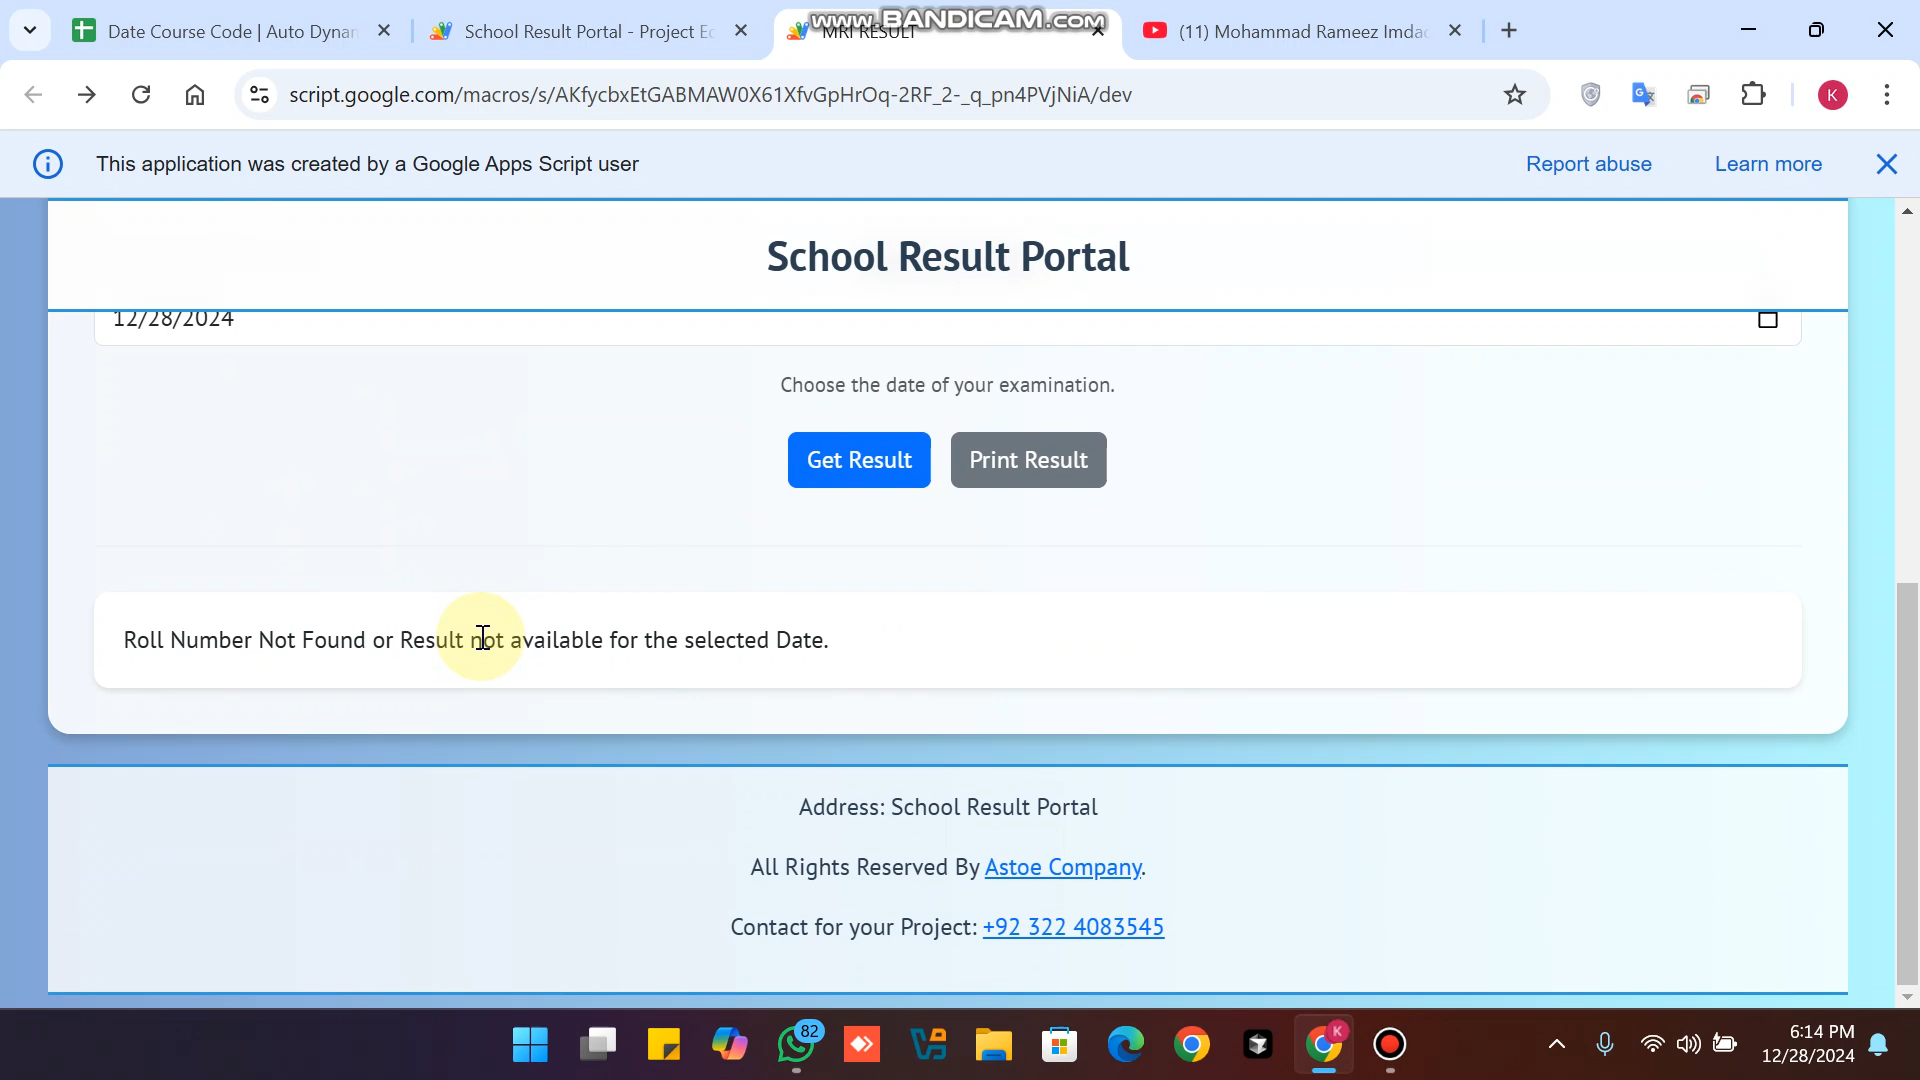 Date Course Code | Auto Dynar
School Result Portal - Project Ec
MRI RESULT
www.BANDICAM.COM
(11) Mohammad Rameez Imdad
script.google.com/macros/s/AKfycbxEtGABMAW0X61XfvGpHrOq-2RF_2-_q_pn4PVjNiA/dev
K
This application was created by a Google Apps Script user
Report abuse
Learn more
School Result Portal
12/28/2024
Choose the date of your examination.
Get Result
Print Result
Roll Number Not Found or Result not available for the selected Date.
Address: School Result Portal
All Rights Reserved By Astoe Company.
Contact for your Project: +92 322 4083545
82
K
6:14 PM
12/28/2024